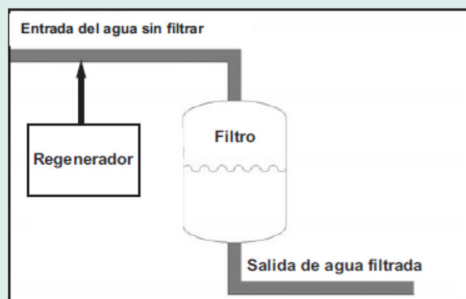 Entrada del agua sin filtrar
Filtro
Regenerador
Salida de agua filtrada